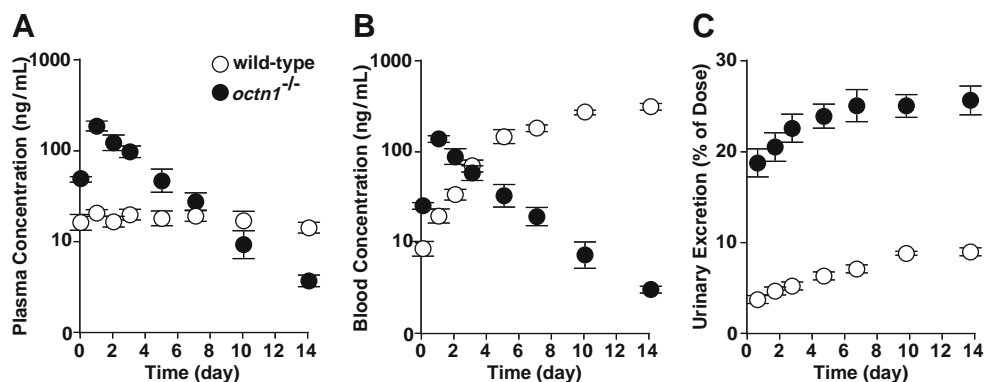 A
Plasma Concentration (ng/mL)
1000
100
10
0
0 2 4 6 8 10 12 14
Time (day)
wild-type
octn1-/-
B
Blood Concentration (ng/mL)
1000
100
10
0
0 2 4 6 8 10 12 14
Time (day)
C
Urinary Excretion (% of Dose)
30
20
10
0
0 2 4 6 8 10 12 14
Time (day)